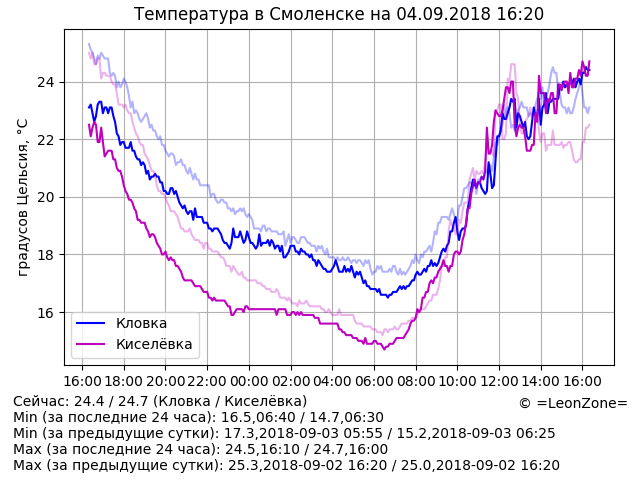 Температура в Смоленске на 04.09.2018 16:20
градусов Цельсия, °C
24
22
20
18
16
Кловка
Киселёвка
16:00 18:00 20:00 22:00 00:00 02:00 04:00 06:00 08:00 10:00 12:00 14:00 16:00
Сейчас: 24.4 / 24.7 (Кловка / Киселёвка)
© =LeonZone=
Min (за последние 24 часа): 16.5,06:40 / 14.7,06:30
Min (за предыдущие сутки): 17.3,2018-09-03 05:55 / 15.2,2018-09-03 06:25
Max (за последние 24 часа): 24.5,16:10 / 24.7,16:00
Max (за предыдущие сутки): 25.3,2018-09-02 16:20 / 25.0,2018-09-02 16:20